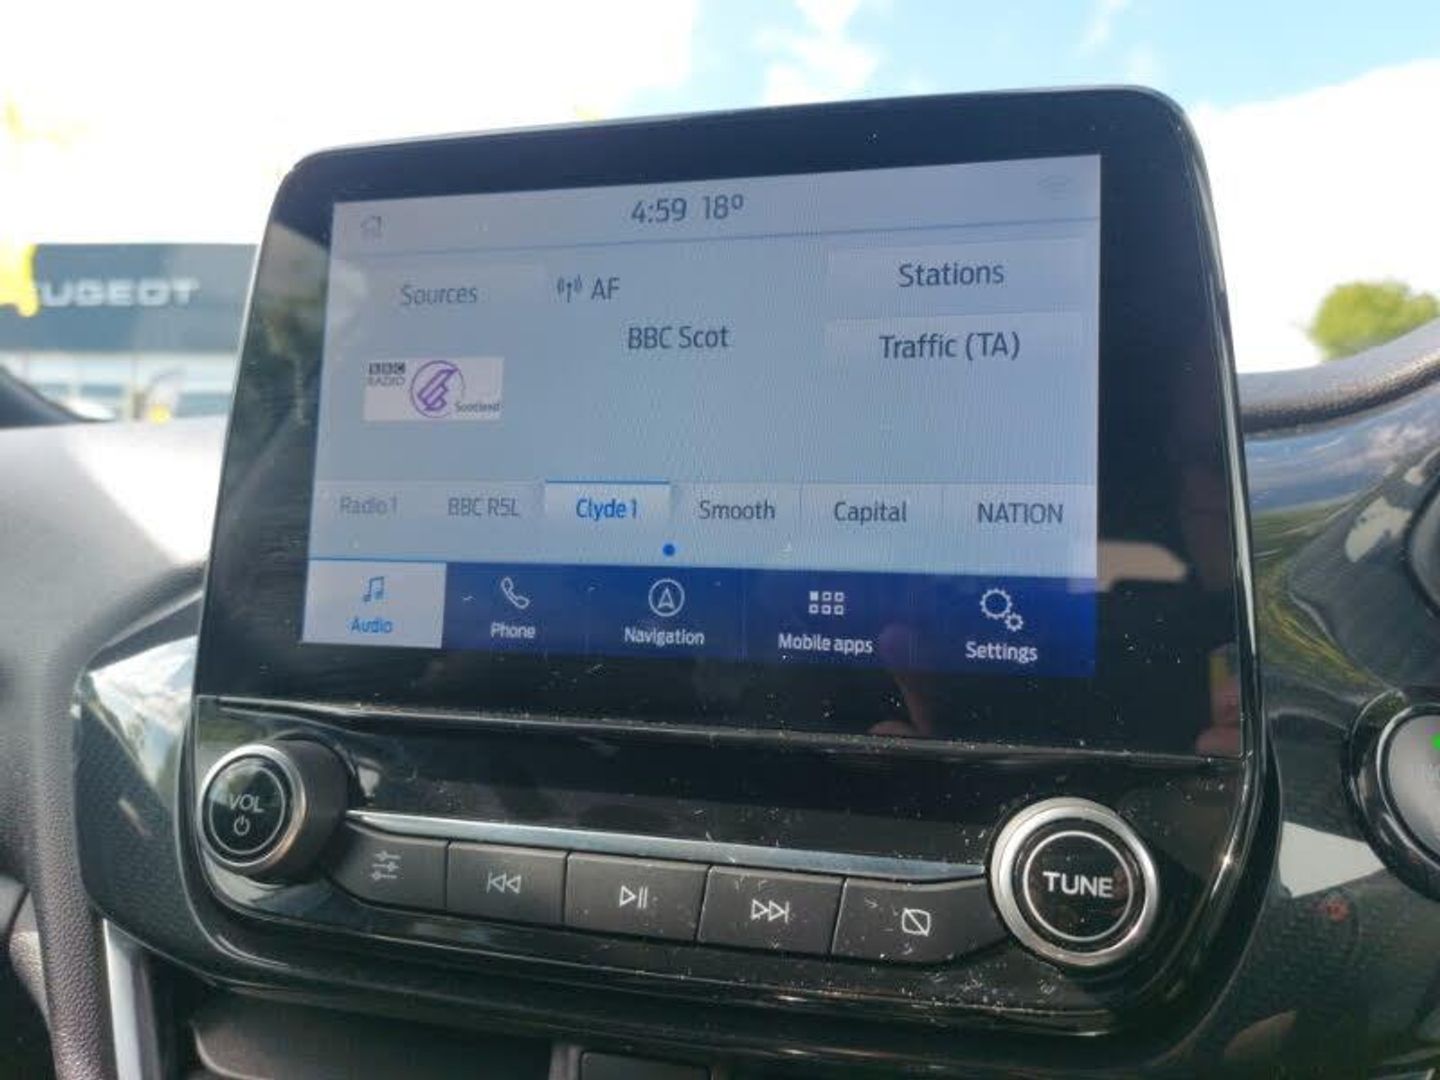 4:59 18º
Sources
AF
Stations
BBC Scot
Traffic (TA)
BBC
RADIO
Scotland
Radio 1
BBC R5L
Clyde 1
Smooth
Capital
NATION
Audio
Phone
Navigation
Mobile apps
Settings
VOL
TUNE